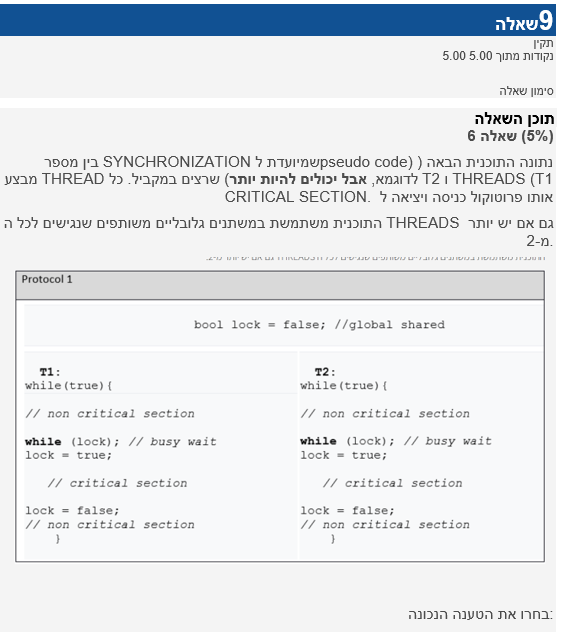 שאלה9
תקין
5.00 נקודות מתוך 5.00
סימון שאלה
תוכן השאלה
(5%) שאלה 6
נתונה התוכנית הבאה ( (pseudo codeשמיועדת ל SYNCHRONIZATION בין מספר
THREADS (T1 ו T2 לדוגמא, אבל יכולים להיות יותר) שרצים במקביל. כל THREAD מבצע
אותו פרוטוקול כניסה ויציאה ל .CRITICAL SECTION
גם אם יש יותר THREADS התוכנית משתמשת במשתנים גלובליים משותפים שנגישים לכל ה
.מ-2
Protocol 1
bool lock = false; //global shared
T1:
while(true){
// non critical section
while (lock); // busy wait
lock = true;
// critical section
lock = false;
// non critical section
}
T2:
while(true){
// non critical section
while (lock); // busy wait
lock = true;
// critical section
lock = false;
// non critical section
}
בחרו את הטענה הנכונה: